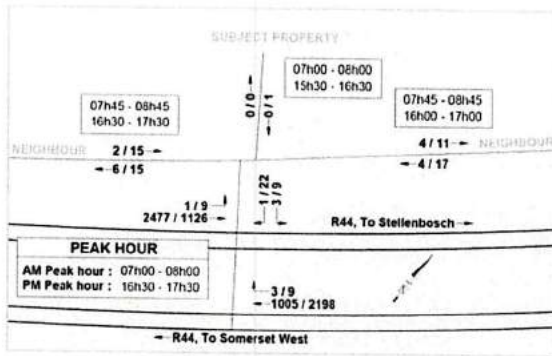 SUBJECT PROPERTY
07h00 - 08h00
15h30 - 16h30
07h45 - 08h45
16h30 - 17h30
07h45 - 08h45
16h00 - 17h00
0 / 0
0 / 1
NEIGHBOUR
2 / 15
6 / 15
4 / 11
NEIGHBOUR
4 / 17
1 / 9
2477 / 1126
1 / 22
3 / 9
R44, To Stellenbosch
PEAK HOUR
AM Peak hour : 07h00 - 08h00
PM Peak hour : 16h30 - 17h30
3 / 9
1005 / 2198
R44, To Somerset West